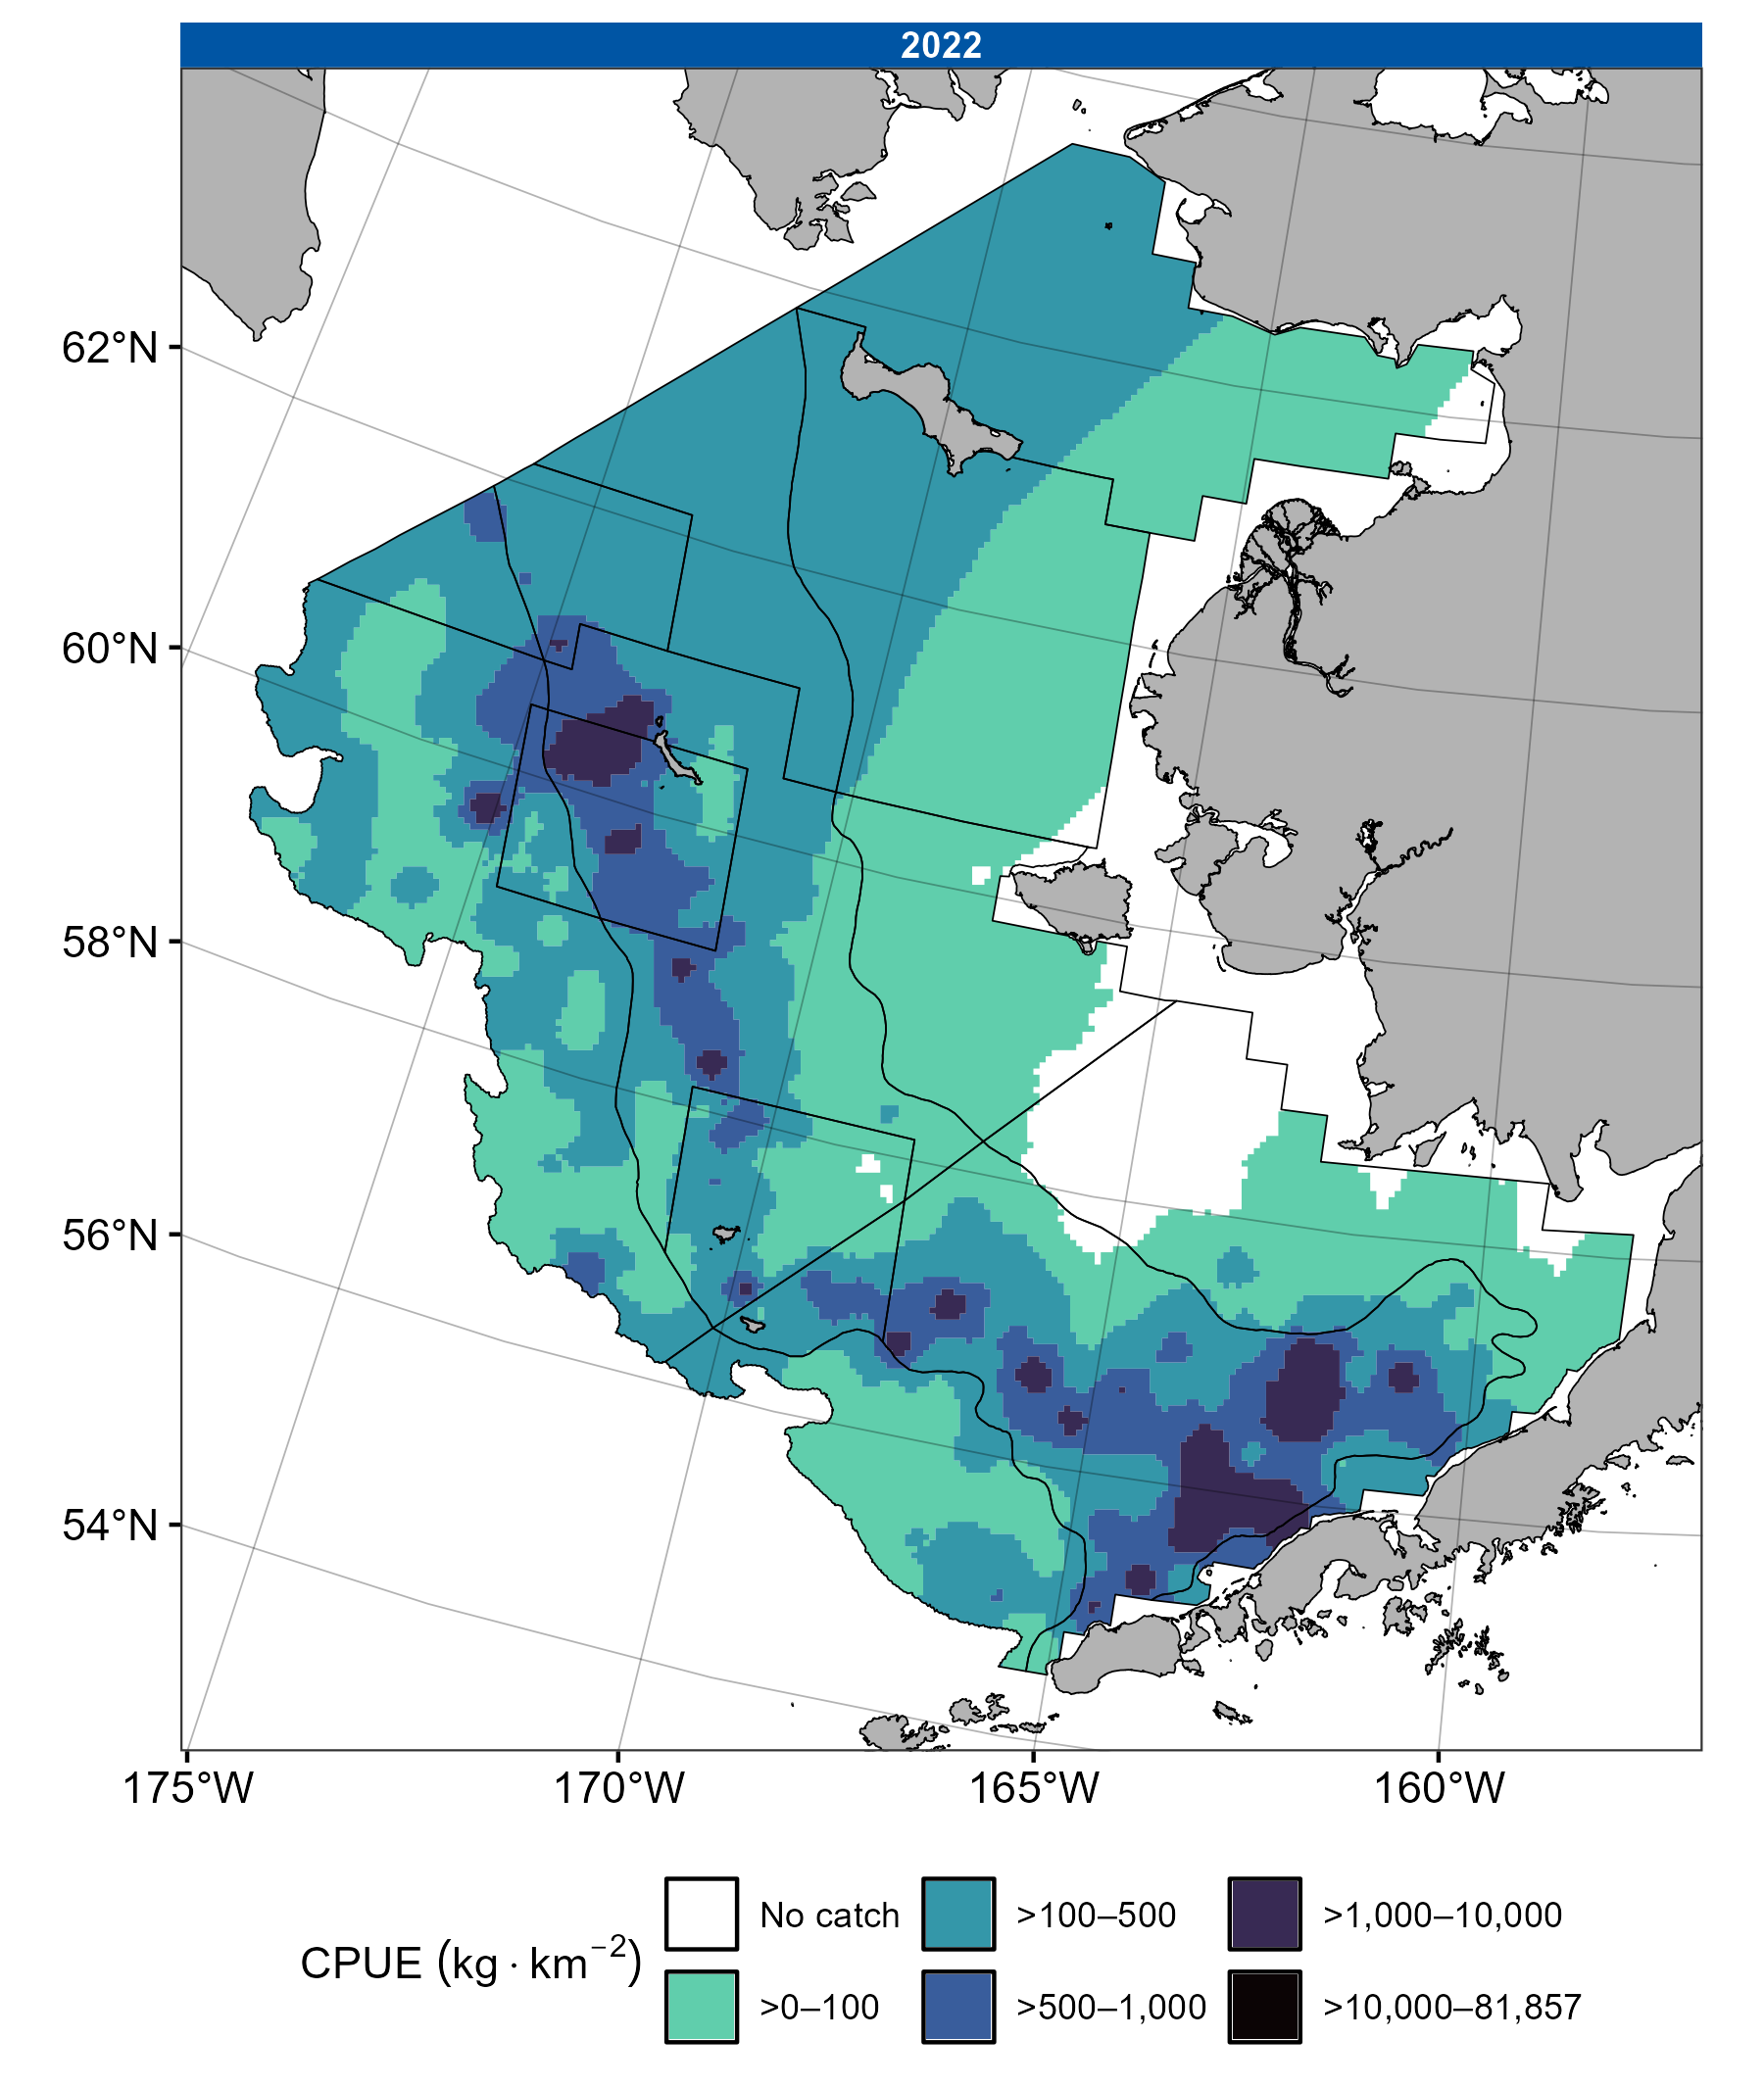 2022
62°N
60°N
58°N
56°N
54°N
175°W 170°W 165°W 160°W
CPUE (kg · km⁻²)
No catch >100–500 >1,000–10,000
>0–100 >500–1,000 >10,000–81,857